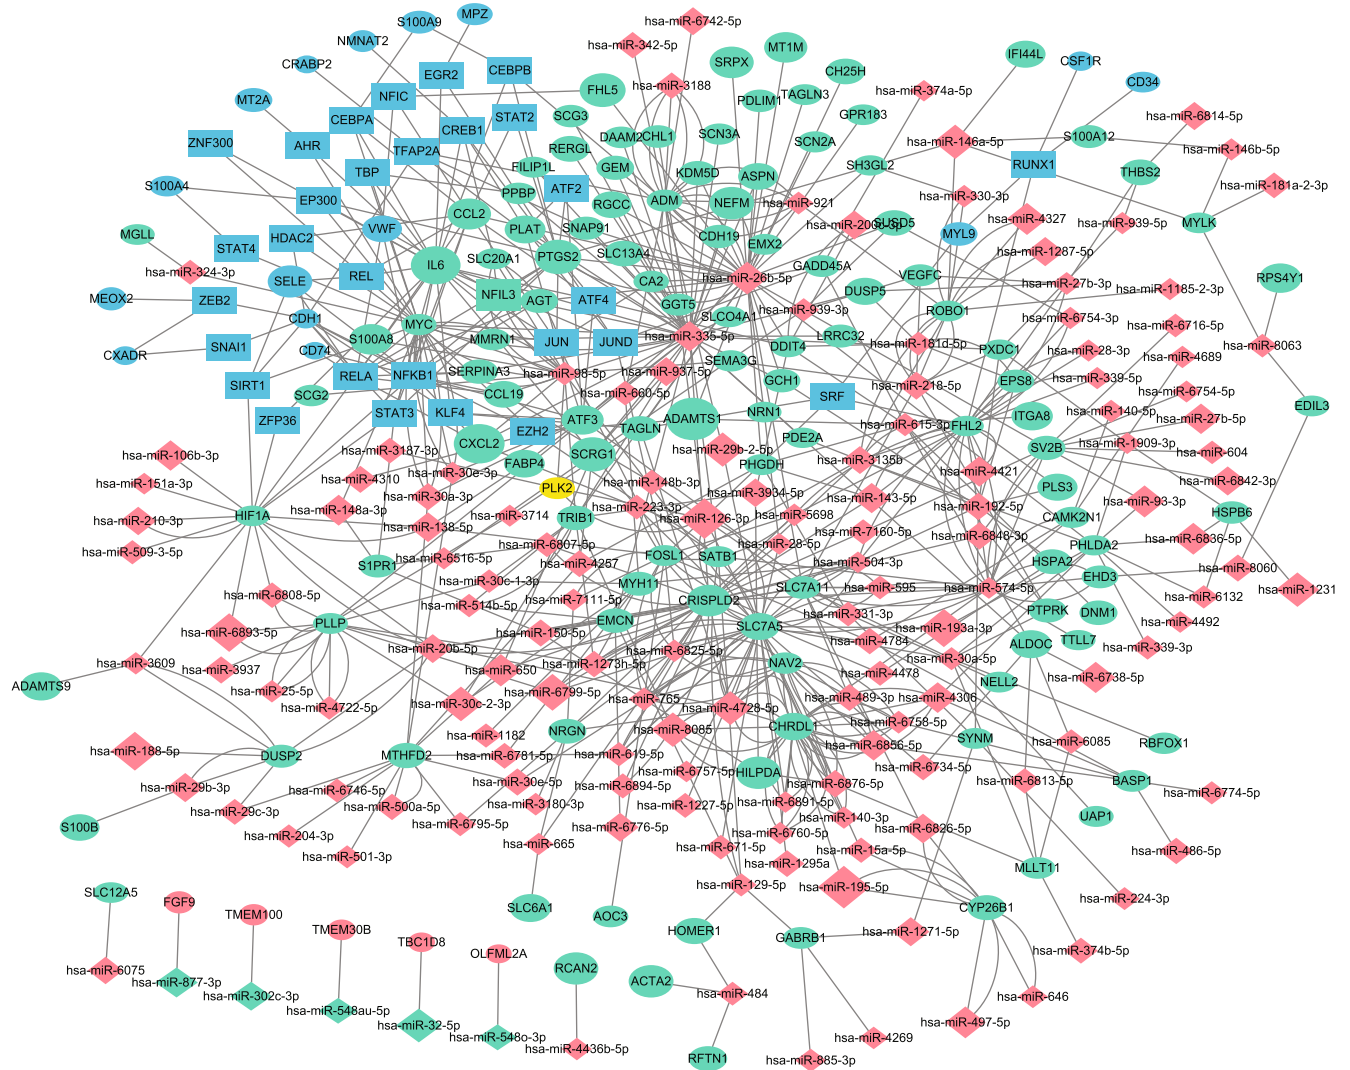 hsa-miR-6742-5p
MPZ
S100A9
NMNAT2
hsa-miR-342-5p
MT1M
IFI44L
CSF1R
CRABP2
SRPX
EGR2
CEBPB
CH25H
CD34
hsa-miR-3188
FHL5
hsa-miR-374a-5p
NFIC
TAGLN3
MT2A
PDLIM1
GPR183
hsa-miR-6814-5p
SCG3
STAT2
CEBPA
CREB1
DAAM2
CHL1
SCN3A
SCN2A
hsa-miR-146a-5p
S100A12
ZNF300
AHR
TFAP2A
RERGL
hsa-miR-146b-5p
FILIP1L
GEM
KDM5D
ASPN
SH3GL2
RUNX1
TBP
THBS2
S100A4
ATF2
hsa-miR-181a-2-3p
PPBP
EP300
RGCC
ADM
NEFM
hsa-miR-921
hsa-miR-330-3p
CCL2
hsa-miR-4327
hsa-miR-939-5p
MYLK
SNAP91
hsa-miR-200c-3p
SUSD5
VWF
PLAT
MGLL
HDAC2
CDH19
EMX2
MYL9
STAT4
SLC13A4
hsa-miR-1287-5p
PTGS2
SLC20A1
IL6
GADD45A
hsa-miR-324-3p
REL
CA2
hsa-miR-26b-5p
VEGFC
hsa-miR-27b-3p
RPS4Y1
SELE
DUSP5
hsa-miR-1185-2-3p
NFIL3
AGT
ATF4
GGT5
MEOX2
ZEB2
hsa-miR-939-3p
ROBO1
CDH1
MYC
SLCO4A1
hsa-miR-6754-3p
hsa-miR-6716-5p
S100A8
MMRN1
JUN
JUND
hsa-miR-335-5p
LRRC32
hsa-miR-181d-5p
SNAI1
CD74
DDIT4
PXDC1
hsa-miR-28-3p
hsa-miR-8063
CXADR
SEMA3G
hsa-miR-4689
SERPINA3
hsa-miR-98-5p
hsa-miR-937-5p
RELA
NFKB1
GCH1
EPS8
hsa-miR-339-5p
SIRT1
hsa-miR-218-5p
SCG2
CCL19
hsa-miR-660-5p
SRF
hsa-miR-6754-5p
EDIL3
STAT3
KLF4
ADAMTS1
NRN1
ITGA8
hsa-miR-140-5p
ZFP36
ATF3
hsa-miR-615-3p
FHL2
hsa-miR-27b-5p
EZH2
TAGLN
CXCL2
PDE2A
hsa-miR-1909-3p
hsa-miR-3187-3p
hsa-miR-29b-2-5p
SV2B
hsa-miR-604
hsa-miR-106b-3p
SCRG1
hsa-miR-3135b
FABP4
PHGDH
hsa-miR-4421
hsa-miR-30e-3p
hsa-miR-4310
hsa-miR-6842-3p
hsa-miR-151a-3p
hsa-miR-148b-3p
PLK2
PLS3
hsa-miR-3934-5p
hsa-miR-30a-3p
hsa-miR-143-5p
hsa-miR-93-3p
hsa-miR-223-3p
hsa-miR-192-5p
hsa-miR-148a-3p
HIF1A
hsa-miR-3714
hsa-miR-126-3p
hsa-miR-5698
CAMK2N1
HSPB6
hsa-miR-210-3p
TRIB1
hsa-miR-138-5p
hsa-miR-7160-5p
hsa-miR-6848-3p
hsa-miR-6836-5p
hsa-miR-6807-5p
hsa-miR-28-5p
PHLDA2
hsa-miR-509-3-5p
FOSL1
SATB1
hsa-miR-6516-5p
hsa-miR-4257
hsa-miR-504-3p
HSPA2
S1PR1
EHD3
hsa-miR-8060
hsa-miR-30c-1-3p
MYH11
SLC7A11
hsa-miR-595
hsa-miR-574-5p
hsa-miR-1231
hsa-miR-6808-5p
hsa-miR-7111-5p
CRISPLD2
hsa-miR-6132
hsa-miR-514b-5p
PTPRK
DNM1
EMCN
hsa-miR-331-3p
PLLP
SLC7A5
hsa-miR-193a-3p
hsa-miR-4492
hsa-miR-6893-5p
hsa-miR-150-5p
hsa-miR-4784
TTLL7
ALDOC
hsa-miR-339-3p
hsa-miR-20b-5p
hsa-miR-6825-5p
hsa-miR-30a-5p
hsa-miR-3609
hsa-miR-1273h-5p
NAV2
hsa-miR-3937
hsa-miR-650
hsa-miR-4478
hsa-miR-6738-5p
NELL2
ADAMTS9
hsa-miR-25-5p
hsa-miR-6799-5p
hsa-miR-765
hsa-miR-489-3p
hsa-miR-4306
hsa-miR-30c-2-3p
hsa-miR-4722-5p
hsa-miR-4728-5p
hsa-miR-6758-5p
CHRDL1
hsa-miR-1182
NRGN
hsa-miR-8085
SYNM
hsa-miR-6085
RBFOX1
hsa-miR-188-5p
hsa-miR-6856-5p
DUSP2
MTHFD2
hsa-miR-6781-5p
hsa-miR-619-5p
hsa-miR-6734-5p
hsa-miR-6757-5p
HILPDA
hsa-miR-29b-3p
hsa-miR-6746-5p
hsa-miR-30e-5p
hsa-miR-6894-5p
hsa-miR-6876-5p
hsa-miR-6813-5p
BASP1
hsa-miR-6774-5p
hsa-miR-29c-3p
hsa-miR-500a-5p
hsa-miR-3180-3p
hsa-miR-1227-5p
hsa-miR-6891-5p
UAP1
S100B
hsa-miR-204-3p
hsa-miR-6795-5p
hsa-miR-6776-5p
hsa-miR-140-3p
hsa-miR-6826-5p
hsa-miR-6760-5p
hsa-miR-665
hsa-miR-671-5p
hsa-miR-15a-5p
hsa-miR-486-5p
hsa-miR-501-3p
hsa-miR-1295a
MLLT11
hsa-miR-129-5p
hsa-miR-195-5p
hsa-miR-224-3p
SLC12A5
FGF9
SLC6A1
AOC3
CYP26B1
TMEM100
TMEM30B
HOMER1
GABRB1
hsa-miR-1271-5p
TBC1D8
OLFML2A
hsa-miR-374b-5p
hsa-miR-6075
RCAN2
hsa-miR-877-3p
ACTA2
hsa-miR-302c-3p
hsa-miR-484
hsa-miR-646
hsa-miR-548au-5p
hsa-miR-497-5p
hsa-miR-32-5p
hsa-miR-548o-3p
hsa-miR-4269
hsa-miR-4436b-5p
RFTN1
hsa-miR-885-3p